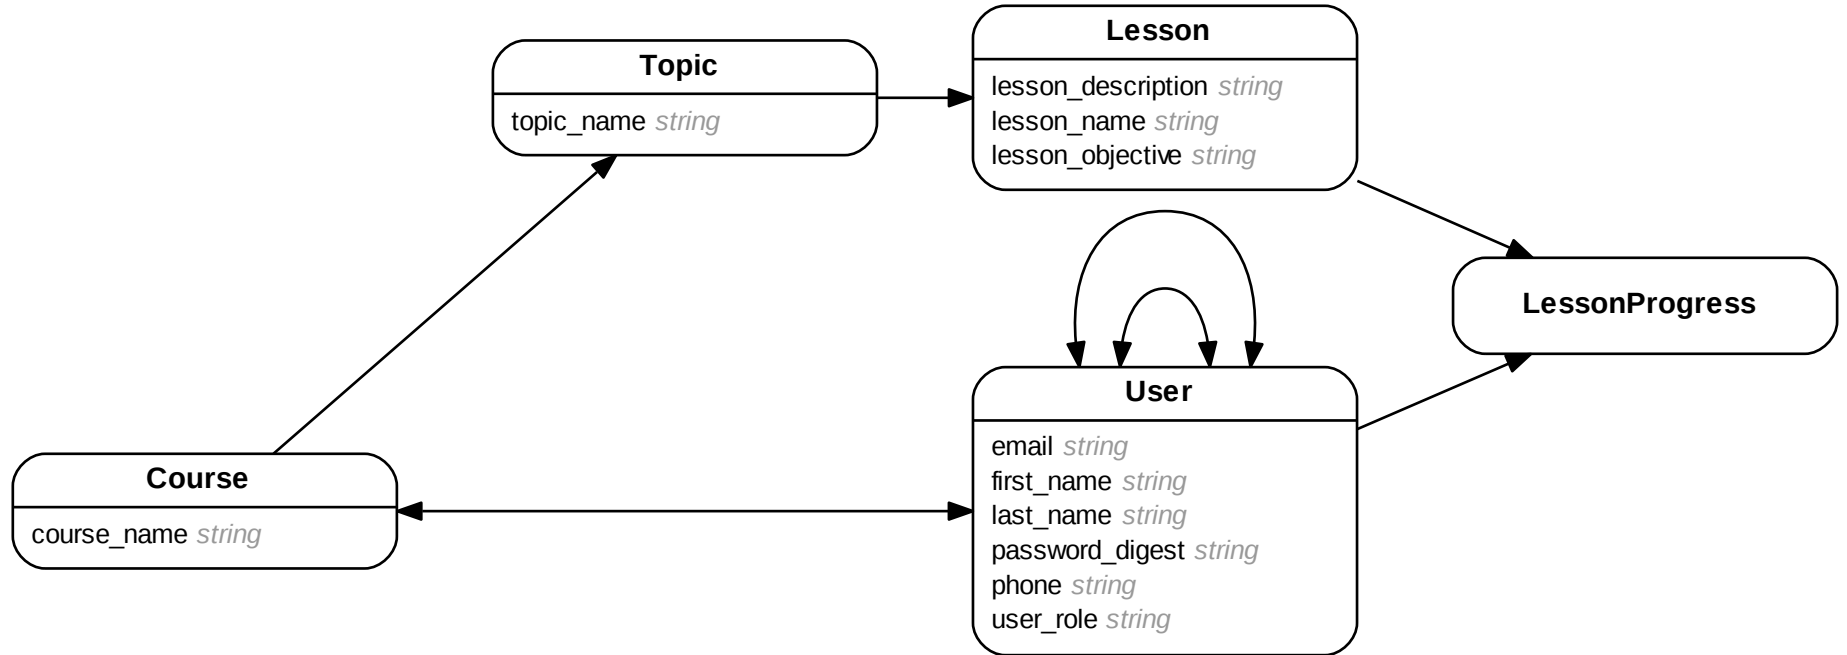 Topic
topic_name string
Lesson
lesson_description string
lesson_name string
lesson_objective string
LessonProgress
User
email string
first_name string
last_name string
password_digest string
phone string
user_role string
Course
course_name string